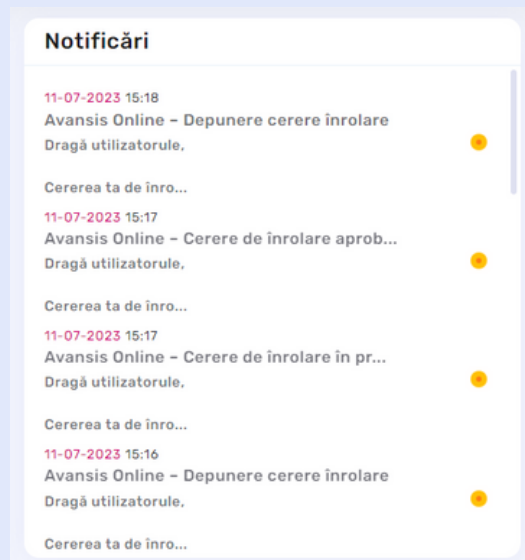 Notificări
11-07-2023 15:18
Avansis Online – Depunere cerere înrolare
Dragă utilizatorule,
Cererea ta de înro...
11-07-2023 15:17
Avansis Online – Cerere de înrolare aprob...
Dragă utilizatorule,
Cererea ta de înro...
11-07-2023 15:17
Avansis Online – Cerere de înrolare în pr...
Dragă utilizatorule,
Cererea ta de înro...
11-07-2023 15:16
Avansis Online – Depunere cerere înrolare
Dragă utilizatorule,
Cererea ta de înro...